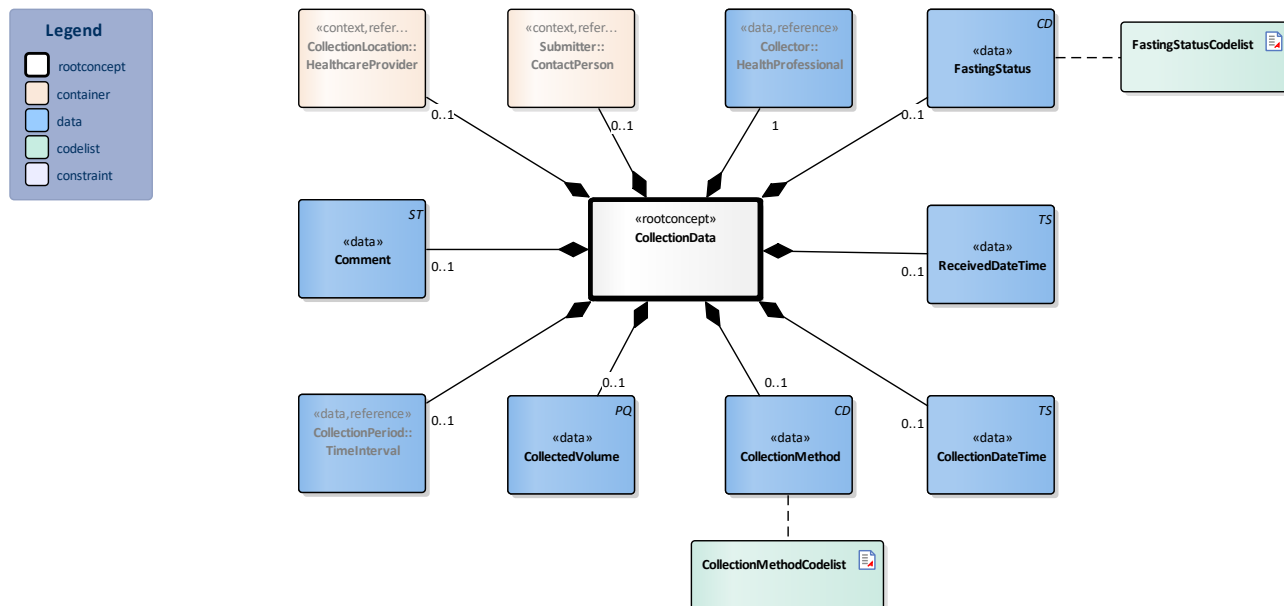 Legend
rootconcept
container
data
codelist
constraint
«context,refer...
CollectionLocation::
HealthcareProvider
0..1
«context,refer...
Submitter::
ContactPerson
0..1
«data,reference»
Collector::
HealthProfessional
1
CD
«data»
FastingStatus
0..1
FastingStatusCodelist
ST
«data»
Comment
0..1
«rootconcept»
CollectionData
TS
«data»
ReceivedDateTime
0..1
«data,reference»
CollectionPeriod::
TimeInterval
0..1
PQ
«data»
CollectedVolume
0..1
CD
«data»
CollectionMethod
0..1
TS
«data»
CollectionDateTime
0..1
CollectionMethodCodelist